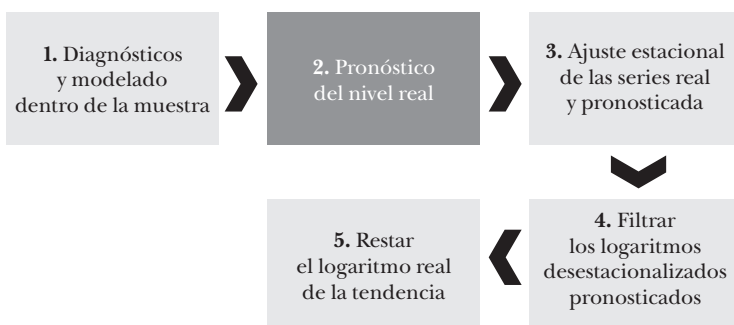 1. Diagnósticos
y modelado
dentro de la muestra
2. Pronóstico
del nivel real
3. Ajuste estacional
de las series real
y pronosticada
4. Filtrar
los logaritmos
desestacionalizados
pronosticados
5. Restar
el logaritmo real
de la tendencia